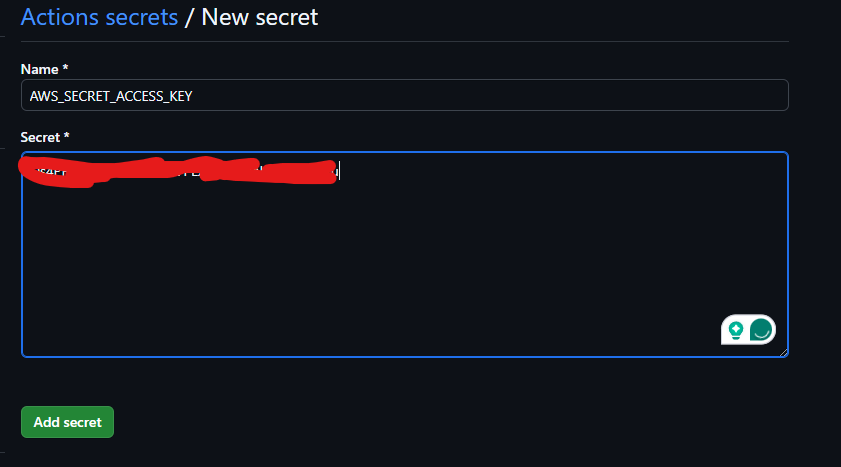 Actions secrets / New secret
Name *
AWS_SECRET_ACCESS_KEY
Secret *
Add secret